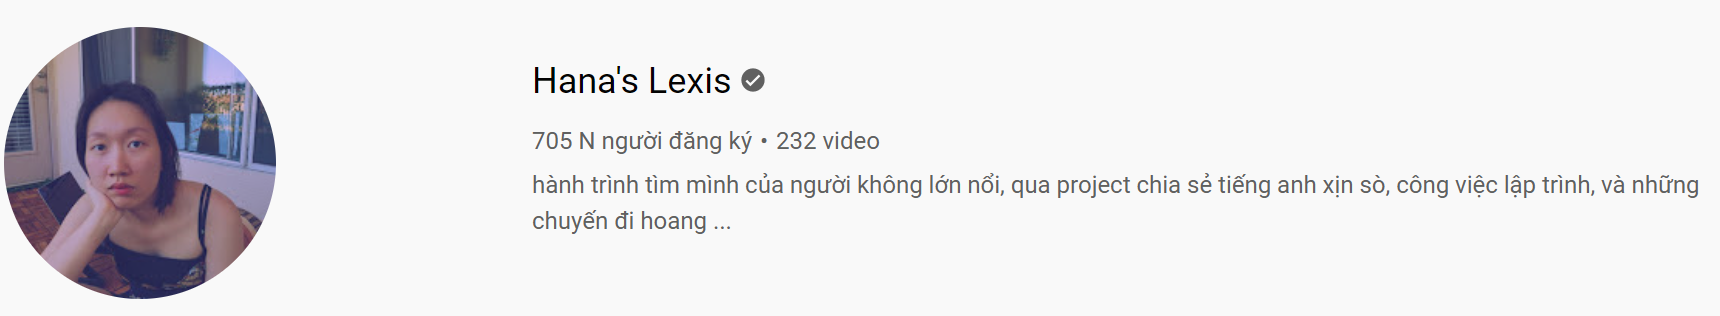 Hana's Lexis
705 N người đăng ký • 232 video
hành trình tìm mình của người không lớn nổi, qua project chia sẻ tiếng anh xịn sò, công việc lập trình, và những
chuyến đi hoang ...